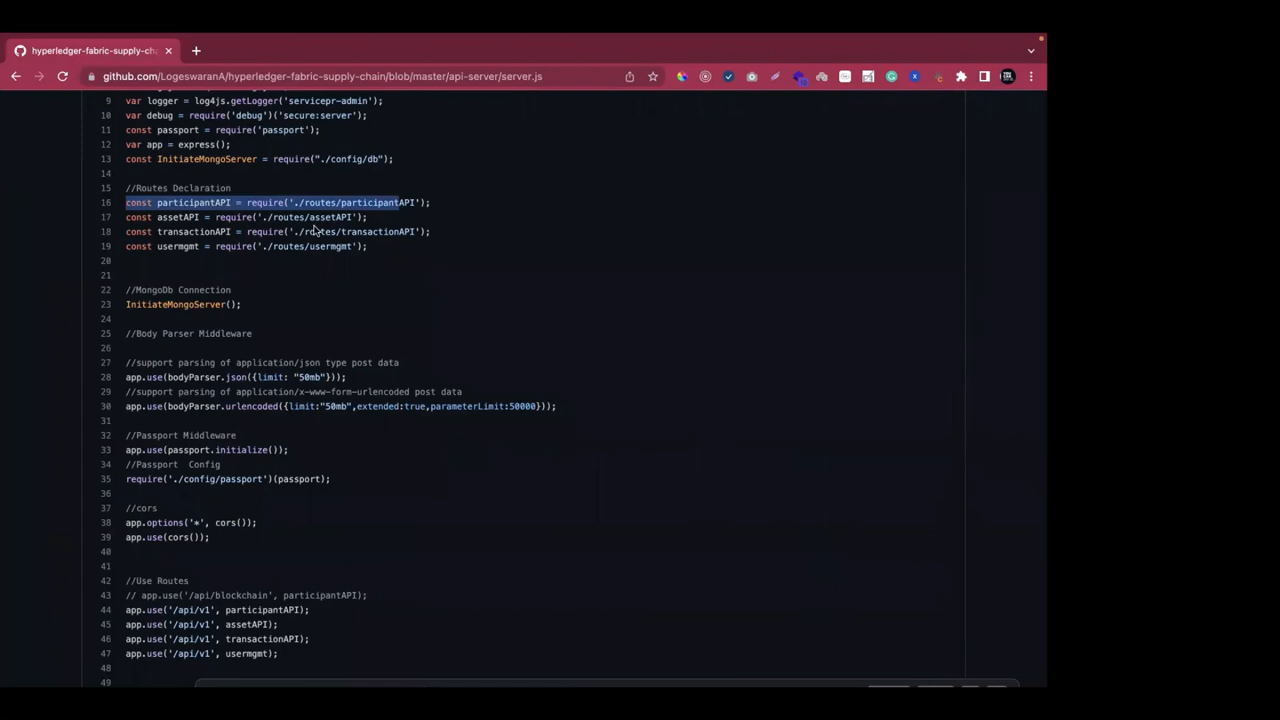 hyperledger-fabric-supply-cha
github.com/LogeswaranA/hyperledger-fabric-supply-chain/blob/master/api-server/server.js
9 var logger = log4js.getLogger('servicepr-admin');
10 var debug = require('debug')('secure:server');
11 const passport = require('passport');
12 var app = express();
13 const InitiateMongoServer = require("./config/db");
14
15 //Routes Declaration
16 const participantAPI = require('./routes/participantAPI');
17 const assetAPI = require('./routes/assetAPI');
18 const transactionAPI = require('./routes/transactionAPI');
19 const usermgmt = require('./routes/usermgmt');
20
21
22 //MongoDb Connection
23 InitiateMongoServer();
24
25 //Body Parser Middleware
26
27 //support parsing of application/json type post data
28 app.use(bodyParser.json({limit: "50mb"}));
29 //support parsing of application/x-www-form-urlencoded post data
30 app.use(bodyParser.urlencoded({limit:"50mb",extended:true,parameterLimit:50000}));
31
32 //Passport Middleware
33 app.use(passport.initialize());
34 //Passport  Config
35 require('./config/passport')(passport);
36
37 //cors
38 app.options('*', cors());
39 app.use(cors());
40
41
42 //Use Routes
43 // app.use('/api/blockchain', participantAPI);
44 app.use('/api/v1', participantAPI);
45 app.use('/api/v1', assetAPI);
46 app.use('/api/v1', transactionAPI);
47 app.use('/api/v1', usermgmt);
48
49